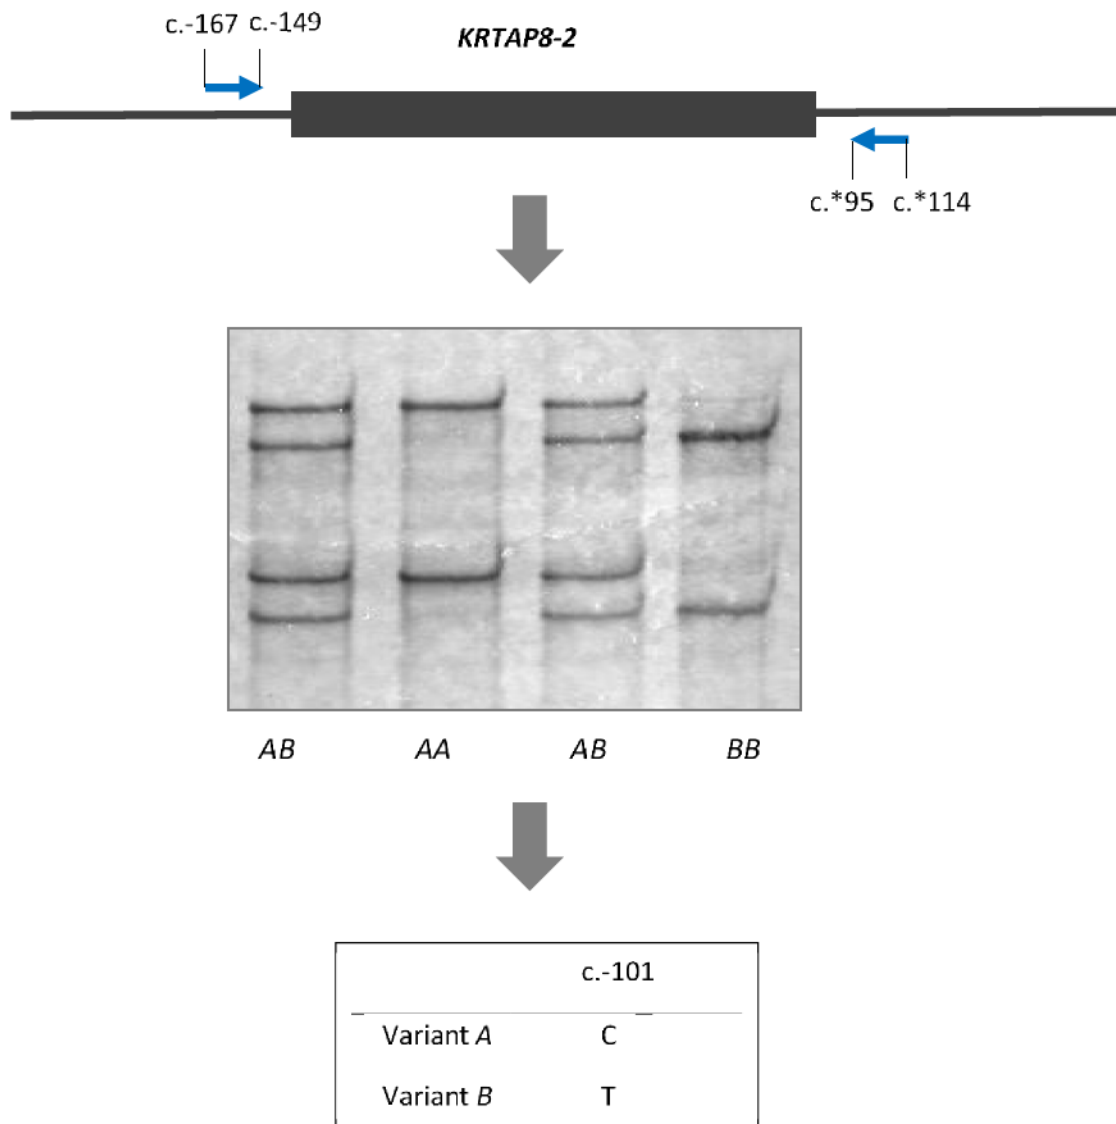 c.-167 c.-149 KRTAP8-2
c.*95 c.*114
AB AA AB BB
c.-101
Variant A C
Variant B T